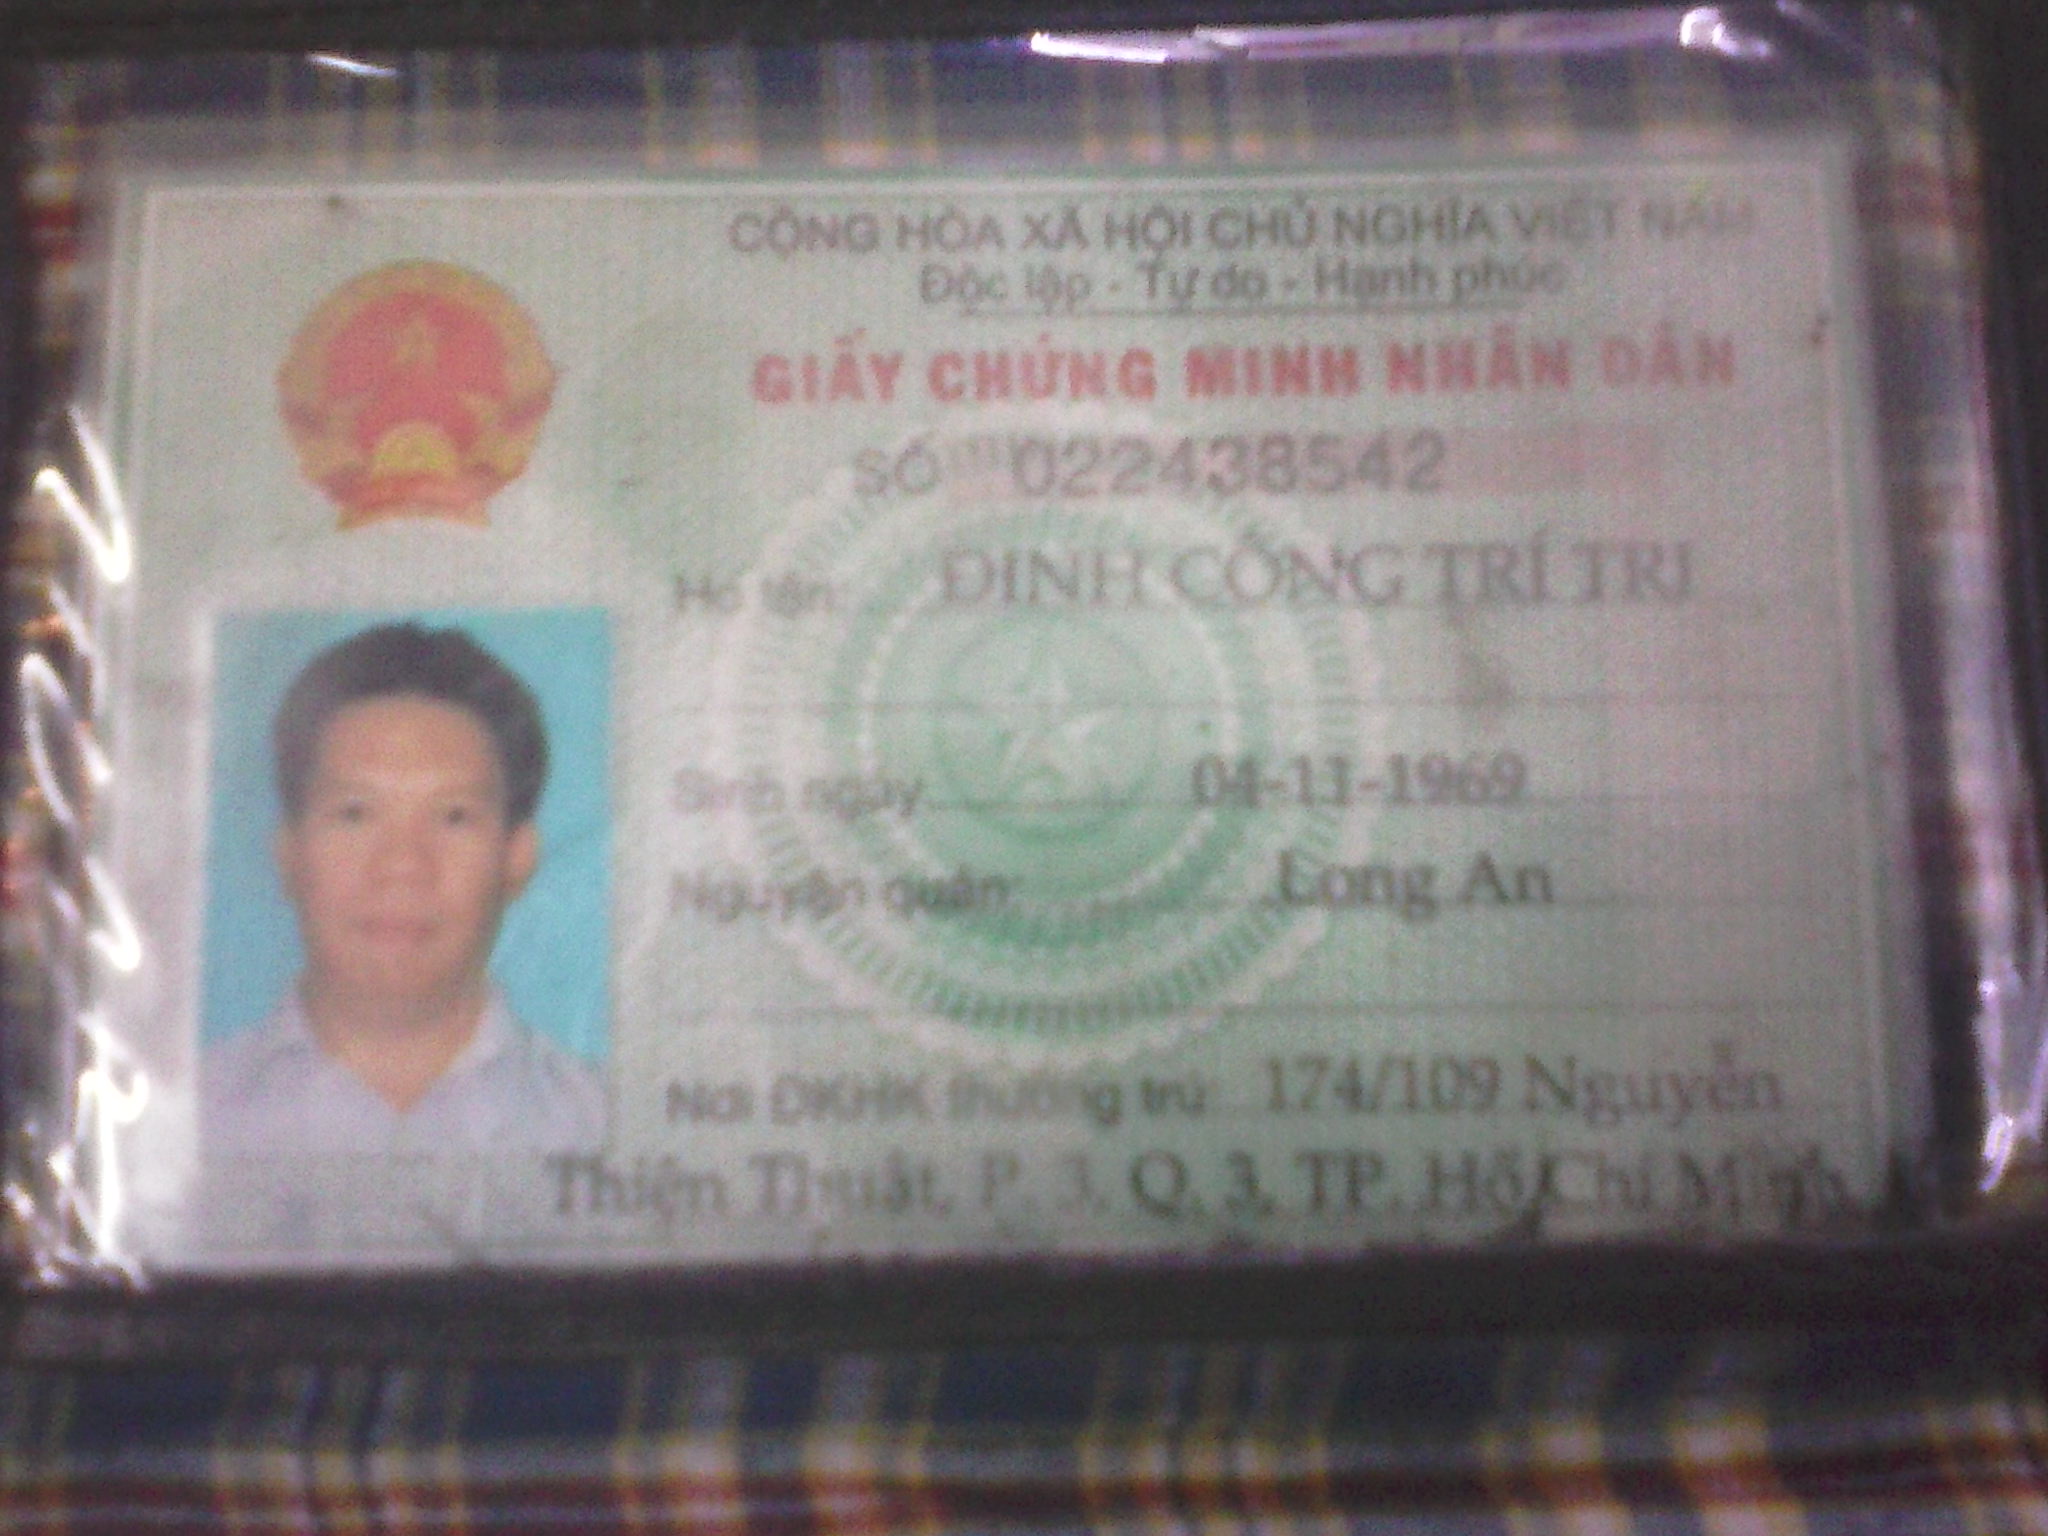 CỘNG HÒA XÃ HỘI CHỦ NGHĨA VIỆT NAM
Độc lập - Tự do - Hạnh phúc
GIẤY CHỨNG MINH NHÂN DÂN
SỐ 022438542
Họ tên: ĐINH CÔNG TRÍ TRI
Sinh ngày 04-11-1969
Nguyên quán: Long An
Nơi ĐKHK thường trú 174/109 Nguyễn
Thiện Thuật, P. 3, Q. 3, TP. Hồ Chí Minh